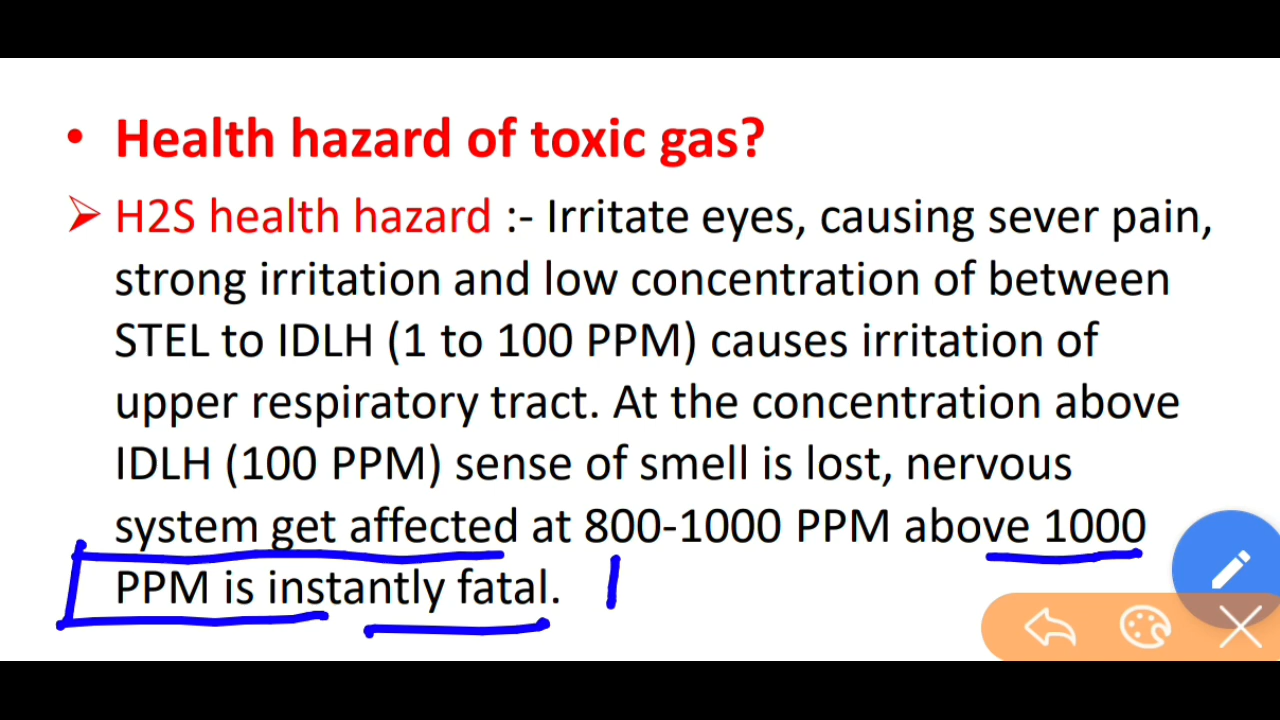 • Health hazard of toxic gas?
➢ H2S health hazard :- Irritate eyes, causing sever pain,
strong irritation and low concentration of between
STEL to IDLH (1 to 100 PPM) causes irritation of
upper respiratory tract. At the concentration above
IDLH (100 PPM) sense of smell is lost, nervous
system get affected at 800-1000 PPM above 1000
PPM is instantly fatal.